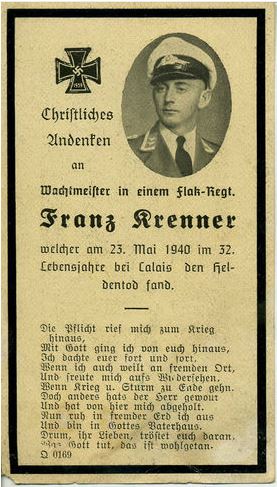 1939
Christliches
Andenken
an
Wachtmeister in einem Flak-Regt.
Franz Krenner
welcher am 23. Mai 1940 im 32.
Lebensjahre bei Calais den Hel-
dentod fand.
Die Pflicht rief mich zum Krieg
hinaus,
Mit Gott ging ich von euch hinaus,
Ich dachte euer fort und fort.
Wenn ich auch weilt an fremden Ort,
Und freute mich aufs Wiedersehen,
Wenn Krieg u. Sturm zu Ende gehn.
Doch anders hats der Herr gewollt
Und hat von hier mich abgeholt.
Nun ruh in fremder Erd ich aus
Und bin in Gottes Vaterhaus.
Drum, ihr Lieben, tröstet euch daran.
Was Gott tut, das ist wohlgetan.
Q 0169